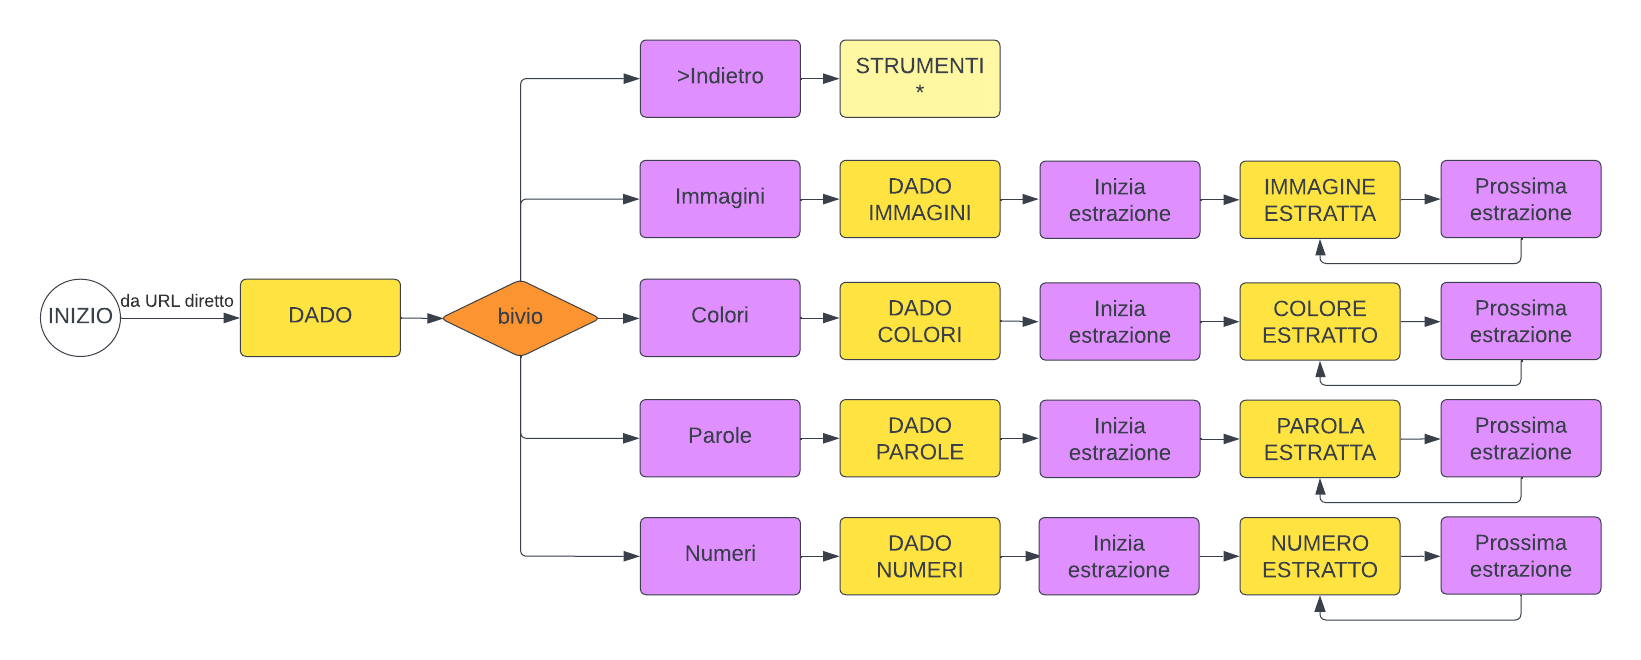 >Indietro
STRUMENTI
*
Immagini
DADO
IMMAGINI
Inizia
estrazione
IMMAGINE
ESTRATTA
Prossima
estrazione
INIZIO
da URL diretto
DADO
bivio
Colori
DADO
COLORI
Inizia
estrazione
COLORE
ESTRATTO
Prossima
estrazione
Parole
DADO
PAROLE
Inizia
estrazione
PAROLA
ESTRATTA
Prossima
estrazione
Numeri
DADO
NUMERI
Inizia
estrazione
NUMERO
ESTRATTO
Prossima
estrazione